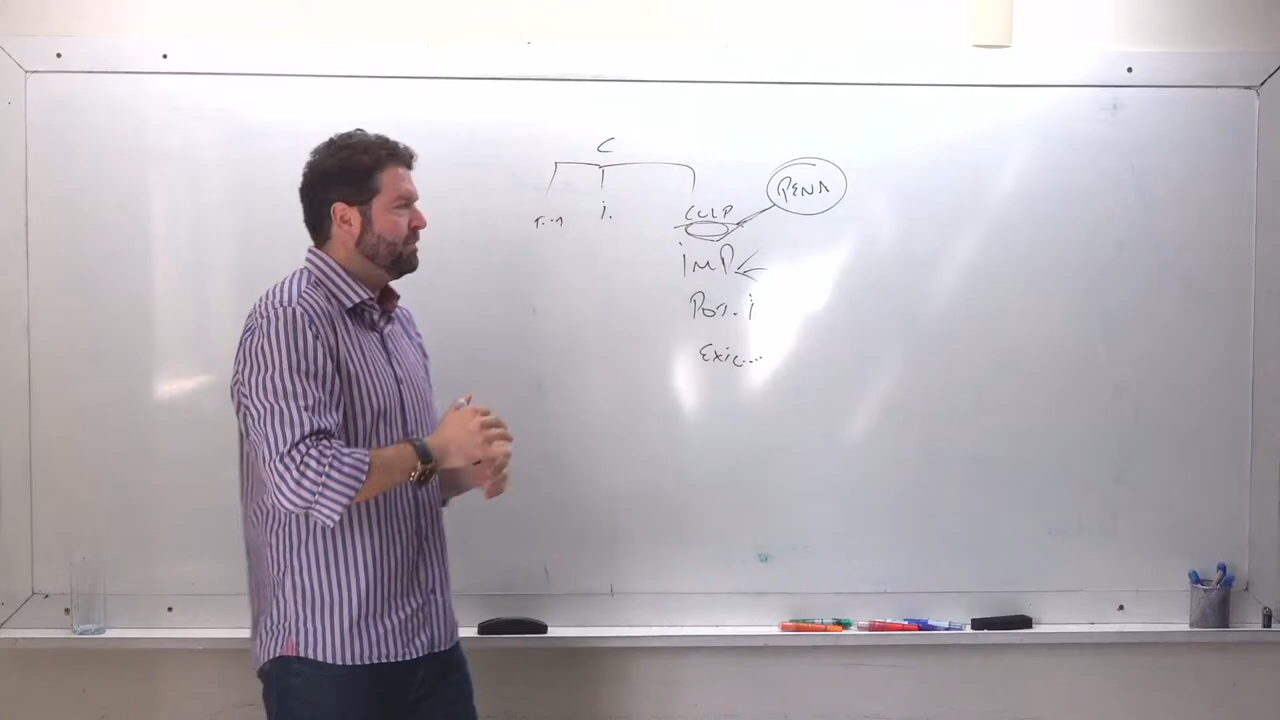 C
i.
CULP
PENA
IMP
POT. i
EXIG....